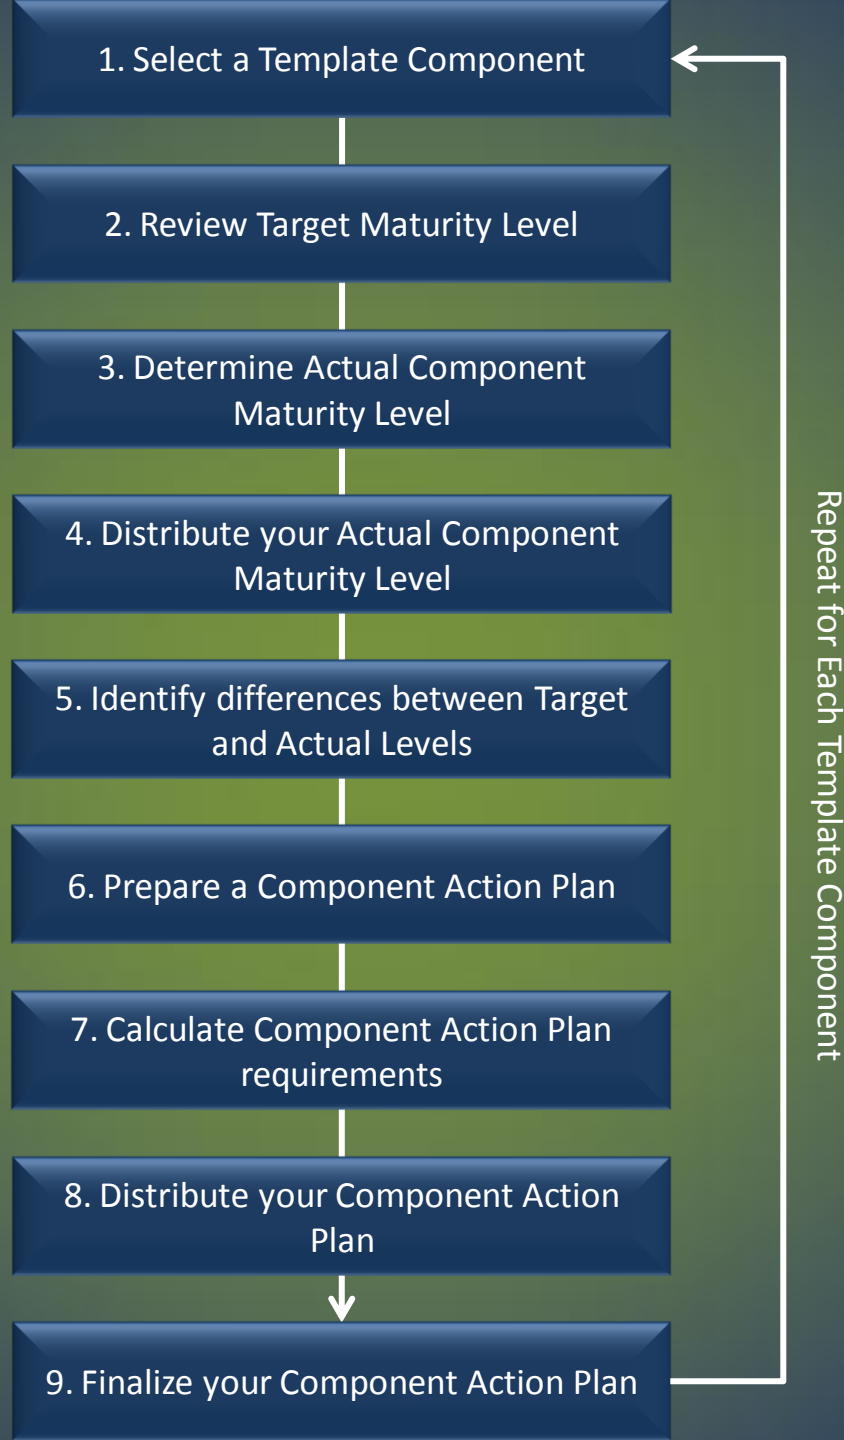 1. Select a Template Component
2. Review Target Maturity Level
3. Determine Actual Component
Maturity Level
4. Distribute your Actual Component
Maturity Level
5. Identify differences between Target
and Actual Levels
6. Prepare a Component Action Plan
7. Calculate Component Action Plan
requirements
8. Distribute your Component Action
Plan
9. Finalize your Component Action Plan
Repeat for Each Template Component